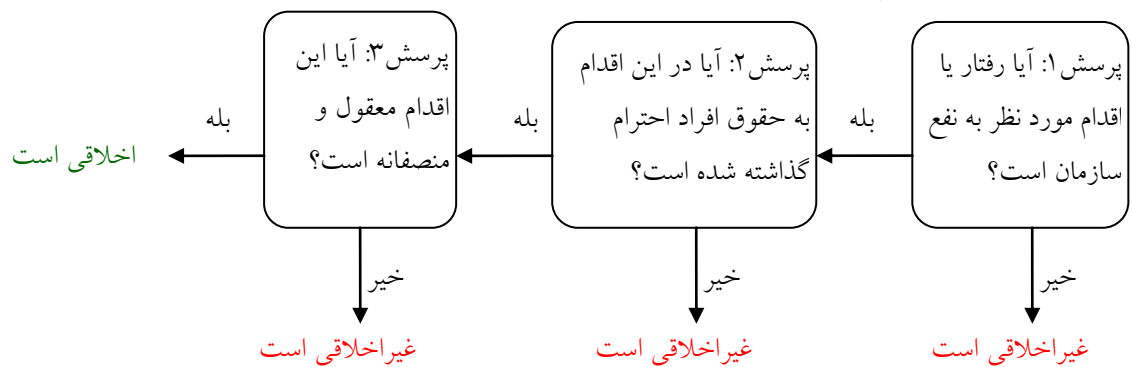 پرسش۱: آیا رفتار یا
اقدام مورد نظر به نفع
سازمان است؟
بله
خیر
غیراخلاقی است
پرسش۲: آیا در این اقدام
به حقوق افراد احترام
گذاشته شده است؟
بله
خیر
غیراخلاقی است
پرسش۳: آیا این
اقدام معقول و
منصفانه است؟
بله
خیر
غیراخلاقی است
اخلاقی است